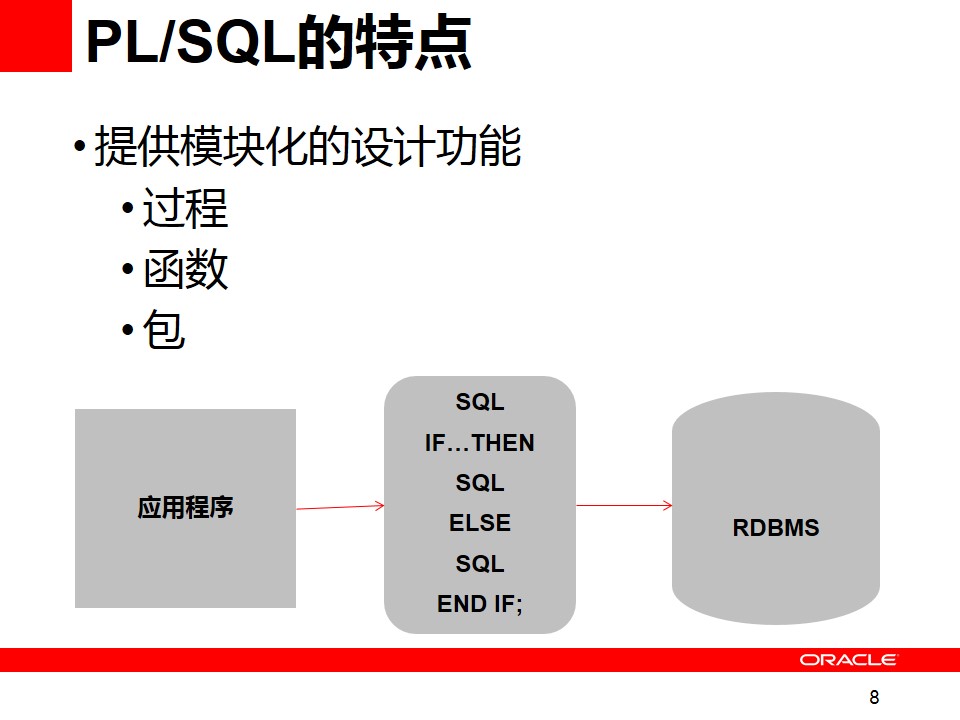 PL/SQL的特点
• 提供模块化的设计功能
• 过程
• 函数
• 包
应用程序
SQL
IF…THEN
SQL
ELSE
SQL
END IF;
RDBMS
ORACLE
8